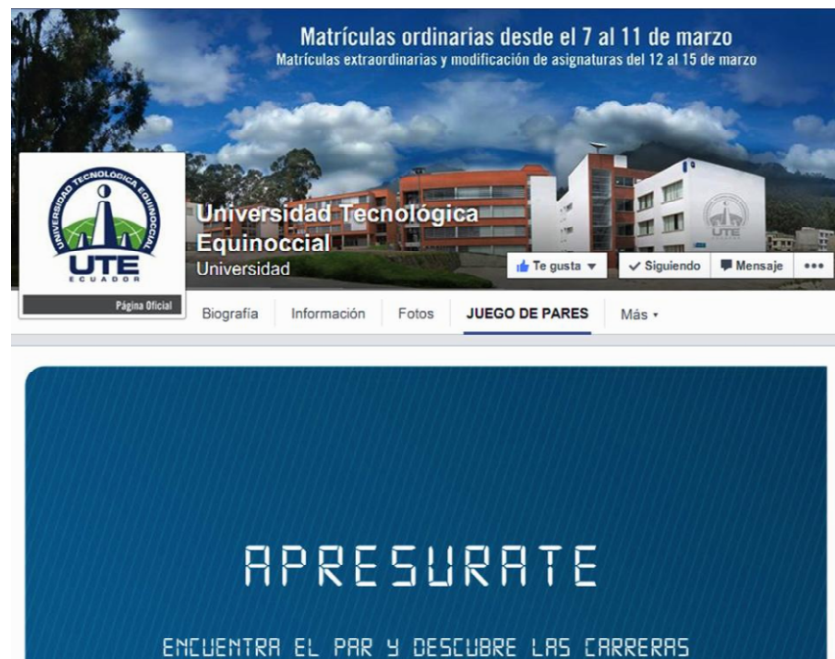 Matrículas ordinarias desde el 7 al 11 de marzo
Matrículas extraordinarias y modificación de asignaturas del 12 al 15 de marzo
UNIVERSIDAD TECNOLÓGICA EQUINOCCIAL
UTE
ECUADOR
Página Oficial
Universidad Tecnológica
Equinoccial
Universidad
UTE
Te gusta
Siguiendo
Mensaje
Biografía
Información
Fotos
JUEGO DE PARES
Más
APRESURATE
ENCUENTRA EL PAR Y DESCUBRE LAS CARRERAS